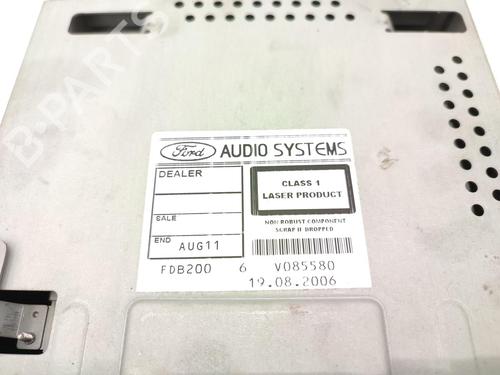 B-PARTS
Ford AUDIO SYSTEMS
DEALER
SALE
END AUG11
CLASS 1
LASER PRODUCT
NON ROBUST COMPONENT
SCRAP IF DROPPED
FDB200 6 V085580
19.08.2006